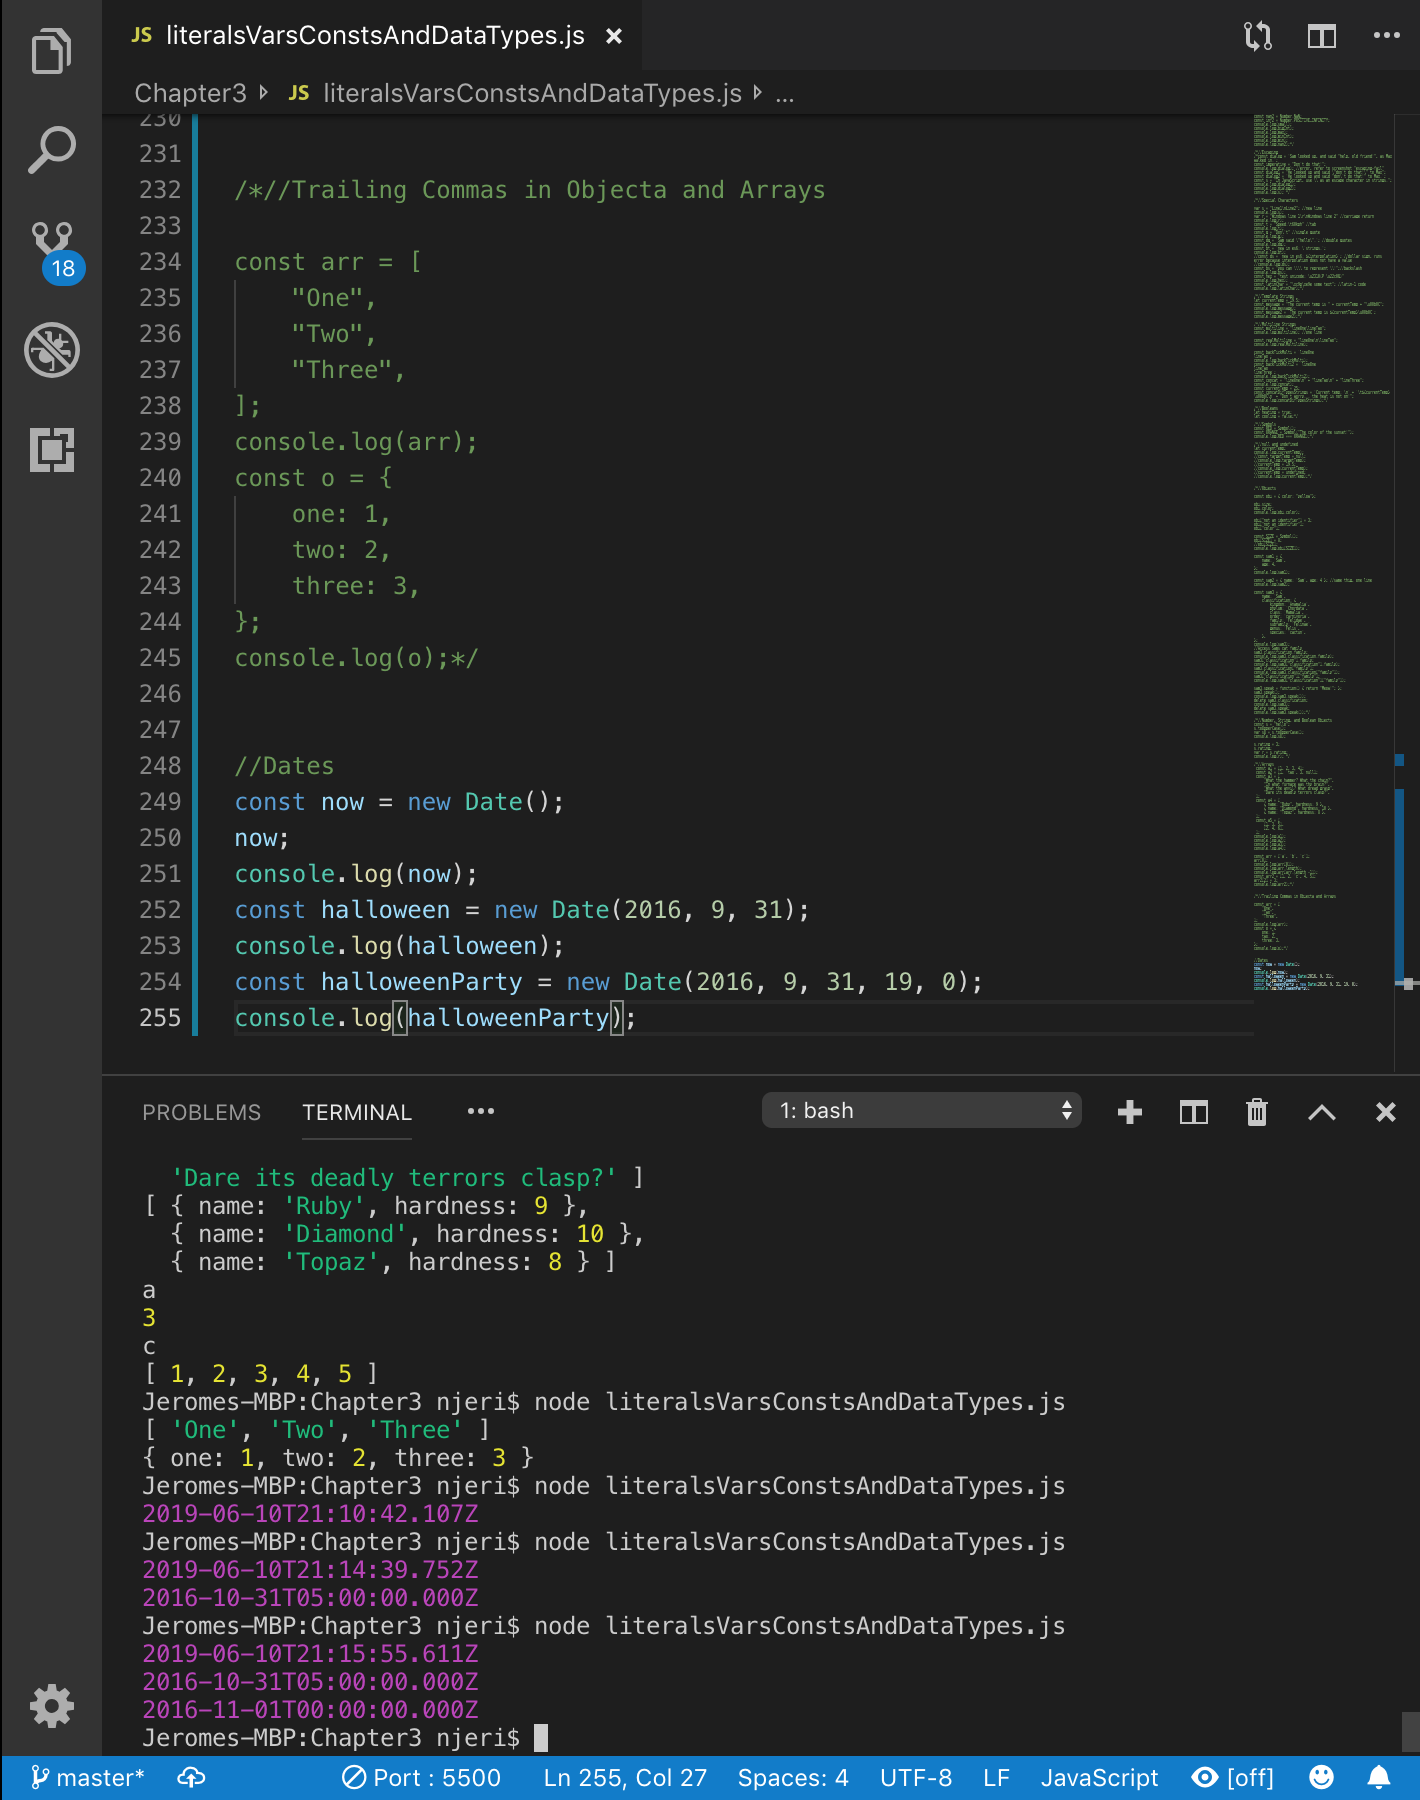 JS literalsVarsConstsAndDataTypes.js
Chapter3 JS literalsVarsConstsAndDataTypes.js ...
230
231
232 /*//Trailing Commas in Objecta and Arrays
233
234 const arr = [
235 "One",
236 "Two",
237 "Three",
238 ];
239 console.log(arr);
240 const o = {
241 one: 1,
242 two: 2,
243 three: 3,
244 };
245 console.log(o);*/
246
247
248 //Dates
249 const now = new Date();
250 now;
251 console.log(now);
252 const halloween = new Date(2016, 9, 31);
253 console.log(halloween);
254 const halloweenParty = new Date(2016, 9, 31, 19, 0);
255 console.log(halloweenParty);
18
PROBLEMS TERMINAL ... 1: bash
'Dare its deadly terrors clasp?' ]
[ { name: 'Ruby', hardness: 9 },
{ name: 'Diamond', hardness: 10 },
{ name: 'Topaz', hardness: 8 } ]
a
3
c
[ 1, 2, 3, 4, 5 ]
Jeromes-MBP:Chapter3 njeri$ node literalsVarsConstsAndDataTypes.js
[ 'One', 'Two', 'Three' ]
{ one: 1, two: 2, three: 3 }
Jeromes-MBP:Chapter3 njeri$ node literalsVarsConstsAndDataTypes.js
2019-06-10T21:10:42.107Z
Jeromes-MBP:Chapter3 njeri$ node literalsVarsConstsAndDataTypes.js
2019-06-10T21:14:39.752Z
2016-10-31T05:00:00.000Z
Jeromes-MBP:Chapter3 njeri$ node literalsVarsConstsAndDataTypes.js
2019-06-10T21:15:55.611Z
2016-10-31T05:00:00.000Z
2016-11-01T00:00:00.000Z
Jeromes-MBP:Chapter3 njeri$
master* Port : 5500 Ln 255, Col 27 Spaces: 4 UTF-8 LF JavaScript [off]